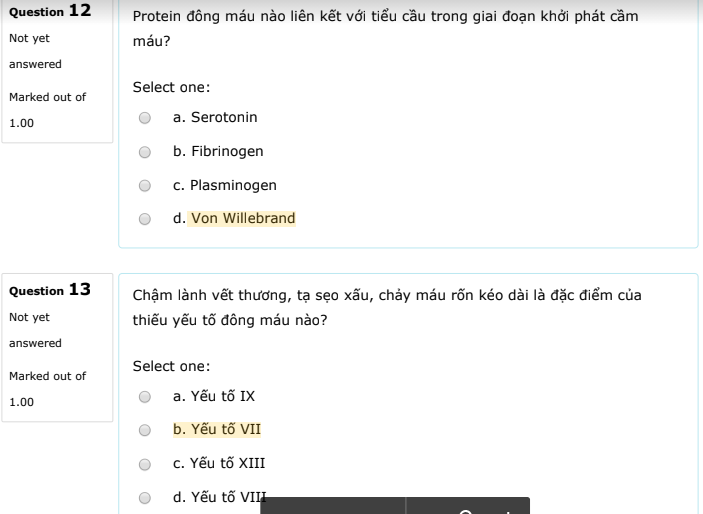 Question 12
Not yet
answered
Marked out of
1.00
Protein đông máu nào liên kết với tiểu cầu trong giai đoạn khởi phát cầm
máu?
Select one:
a. Serotonin
b. Fibrinogen
c. Plasminogen
d. Von Willebrand
Question 13
Not yet
answered
Marked out of
1.00
Chậm lành vết thương, tạ sẹo xấu, chảy máu rốn kéo dài là đặc điểm của
thiếu yếu tố đông máu nào?
Select one:
a. Yếu tố IX
b. Yếu tố VII
c. Yếu tố XIII
d. Yếu tố VIII